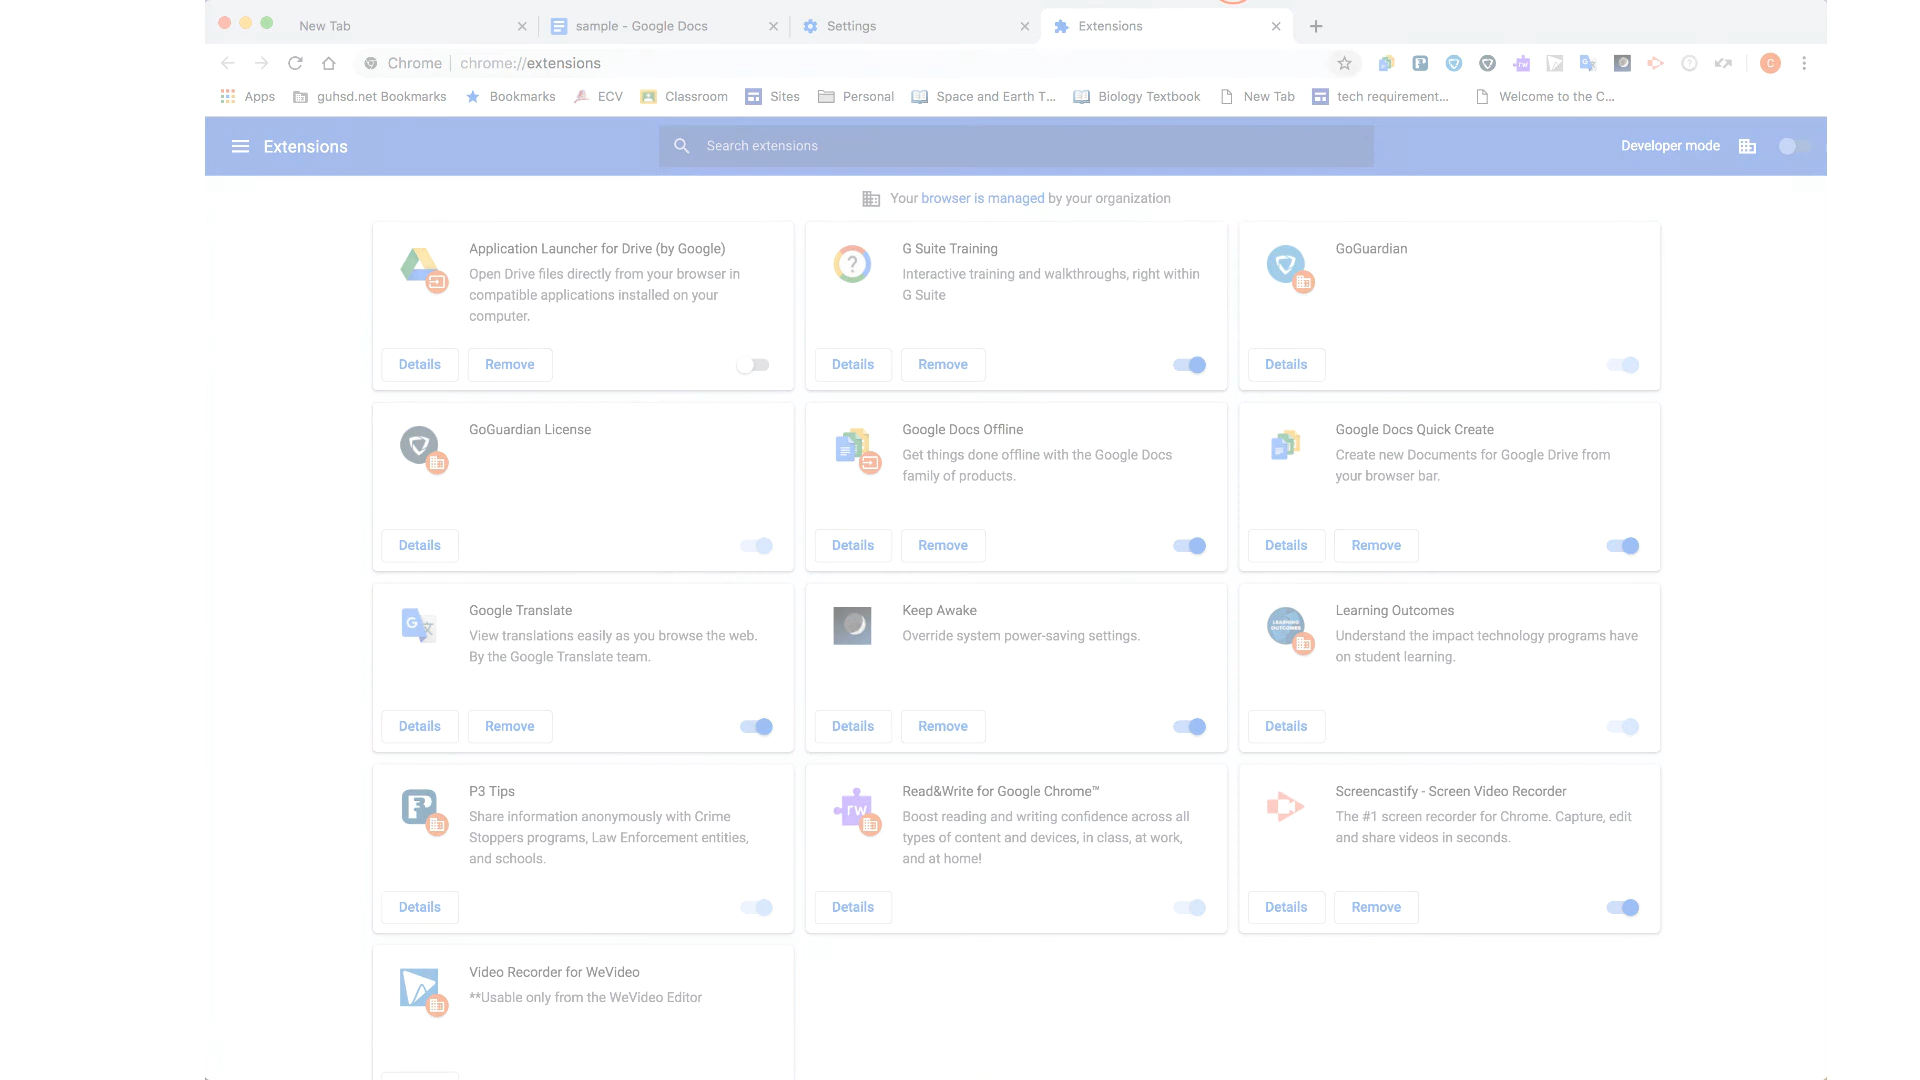 New Tab
sample - Google Docs
Settings
Extensions
Chrome
chrome://extensions
C
Apps
guhsd.net Bookmarks
Bookmarks
ECV
Classroom
Sites
Personal
Space and Earth T...
Biology Textbook
New Tab
tech requirement...
Welcome to the C...
Extensions
Search extensions
Developer mode
Your browser is managed by your organization
Application Launcher for Drive (by Google)
Open Drive files directly from your browser in
compatible applications installed on your
computer.
Details
Remove
G Suite Training
Interactive training and walkthroughs, right within
G Suite
Details
Remove
GoGuardian
Details
GoGuardian License
Details
Google Docs Offline
Get things done offline with the Google Docs
family of products.
Details
Remove
Google Docs Quick Create
Create new Documents for Google Drive from
your browser bar.
Details
Remove
Google Translate
View translations easily as you browse the web.
By the Google Translate team.
Details
Remove
Keep Awake
Override system power-saving settings.
Details
Remove
LEARNING
OUTCOMES
Learning Outcomes
Understand the impact technology programs have
on student learning.
Details
P3 Tips
Share information anonymously with Crime
Stoppers programs, Law Enforcement entities,
and schools.
Details
rw
Read&Write for Google Chrome™
Boost reading and writing confidence across all
types of content and devices, in class, at work,
and at home!
Details
Screencastify - Screen Video Recorder
The #1 screen recorder for Chrome. Capture, edit
and share videos in seconds.
Details
Remove
Video Recorder for WeVideo
**Usable only from the WeVideo Editor